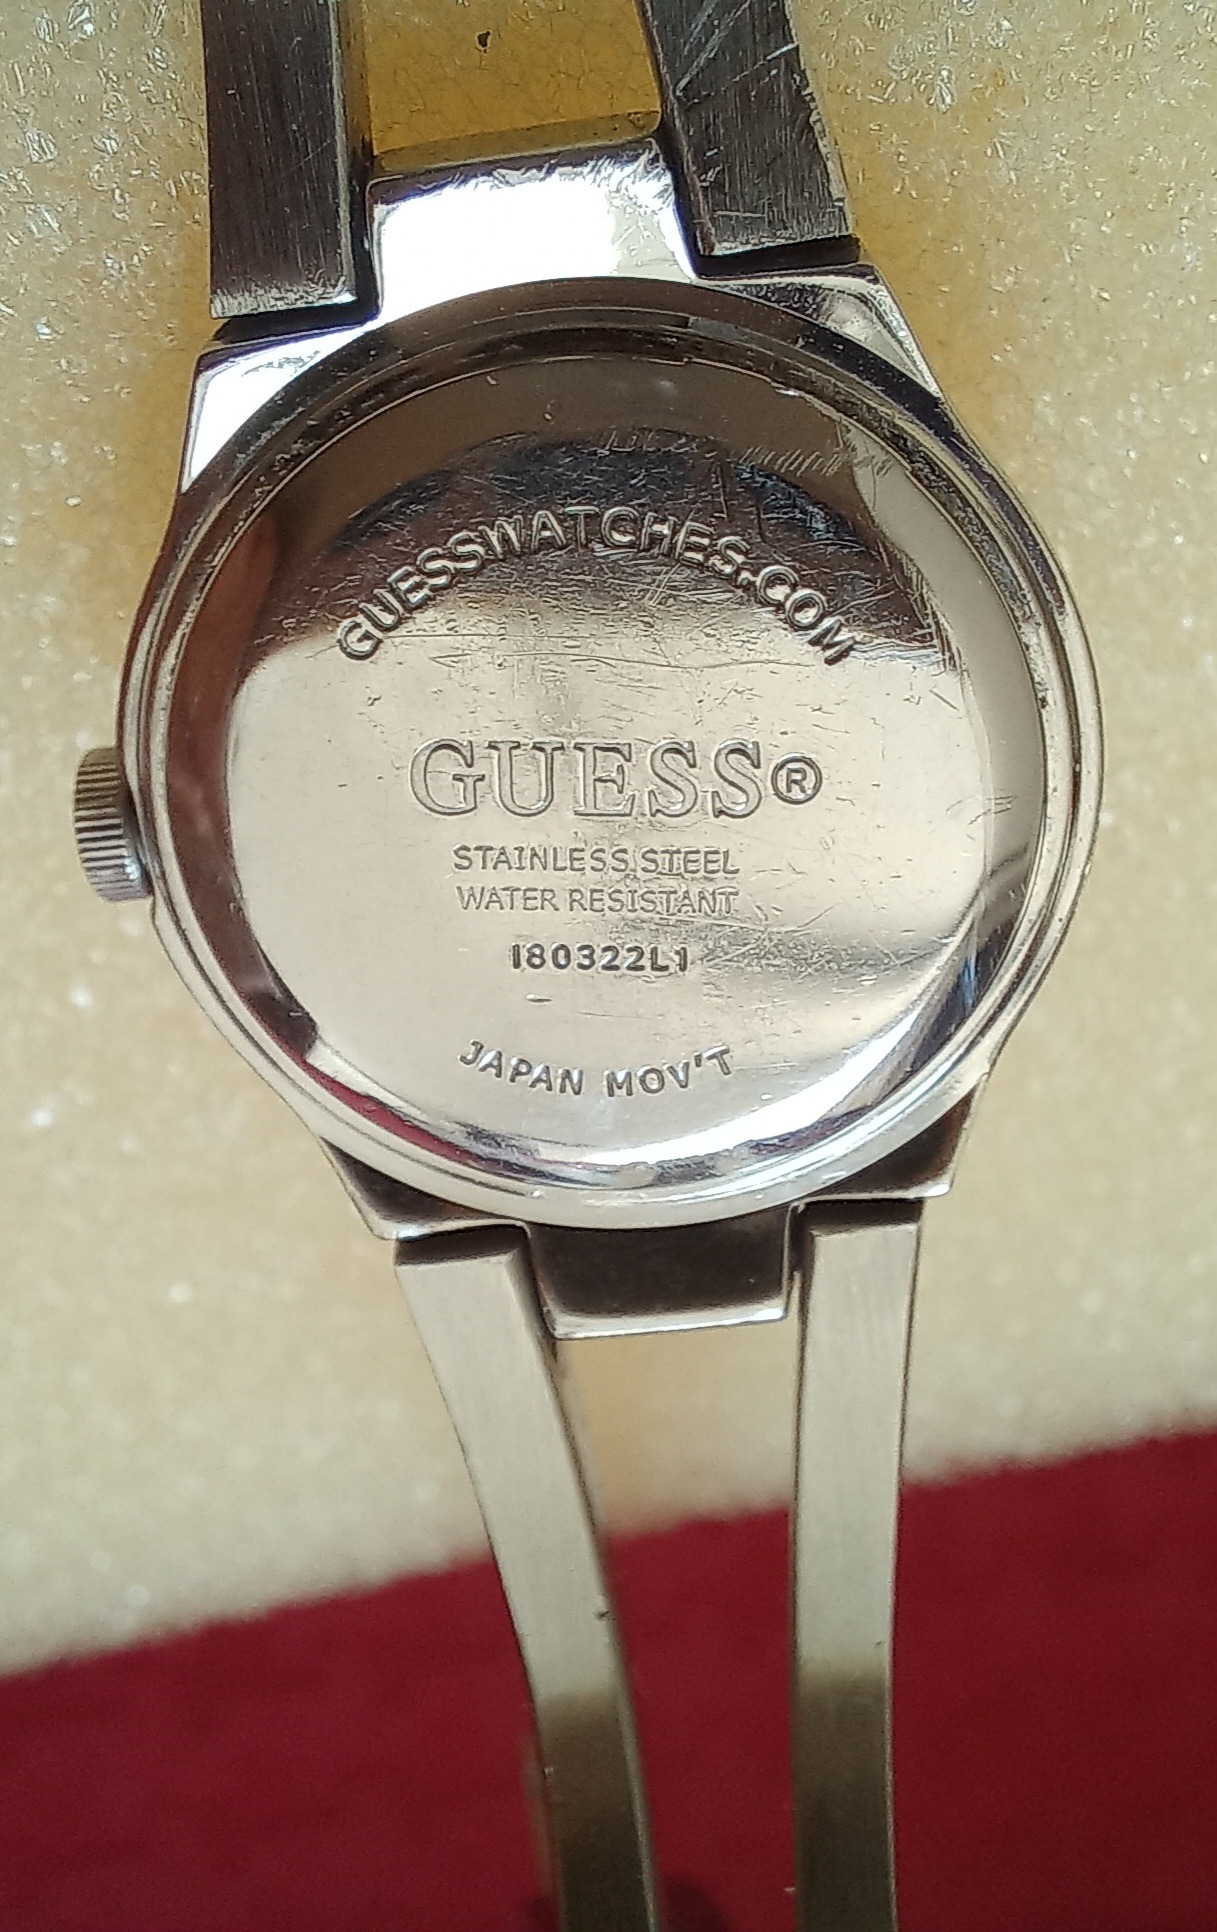 GUESSWATCHES.COM
GUESS®
STAINLESS STEEL
WATER RESISTANT
I80322L1
JAPAN MOV'T